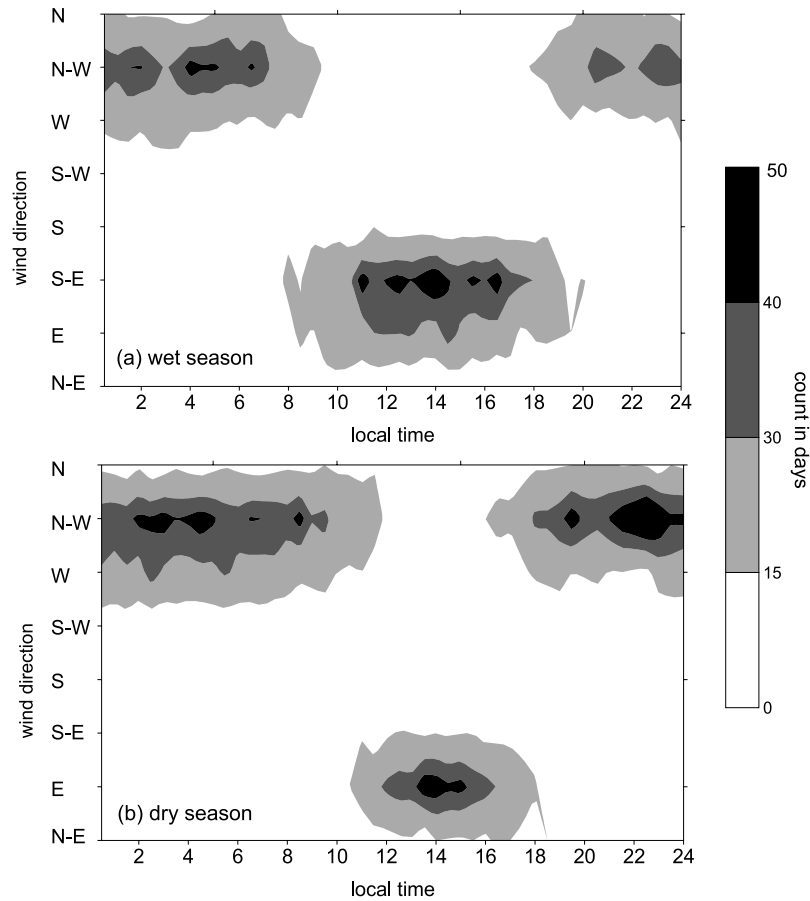 N
N-W
W
S-W
S
S-E
E
N-E
wind direction
(a) wet season
2 4 6 8 10 12 14 16 18 20 22 24
local time
N
N-W
W
S-W
S
S-E
E
N-E
wind direction
(b) dry season
2 4 6 8 10 12 14 16 18 20 22 24
local time
50
40
30
15
0
count in days